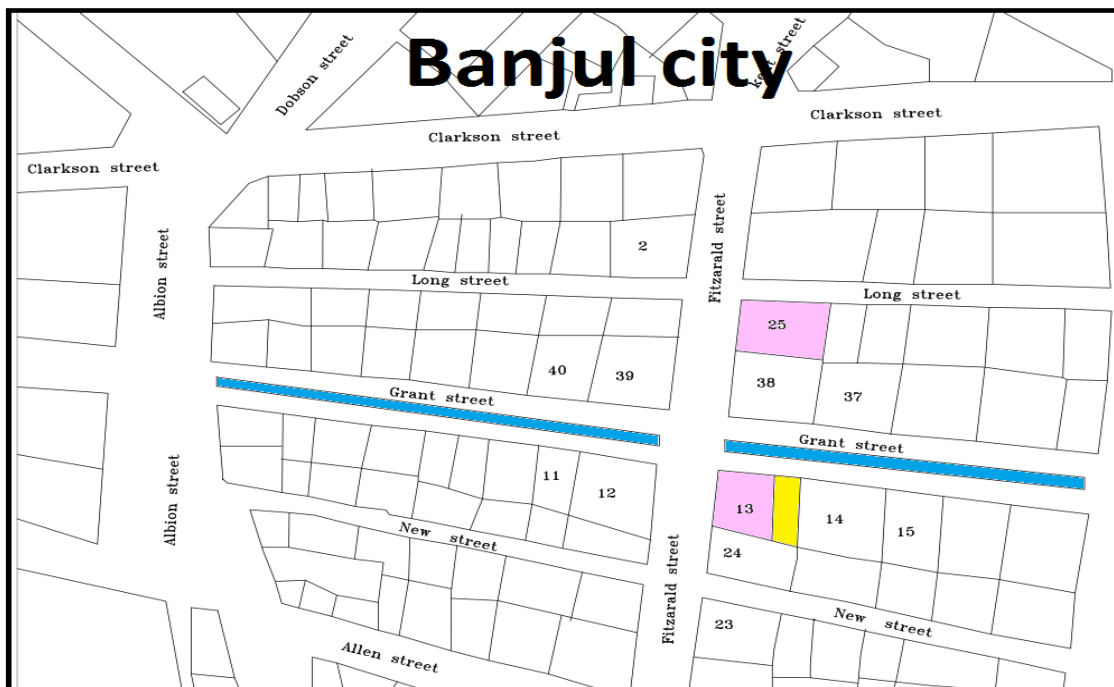 Banjul city
Dobson street
kent street
Clarkson street
Clarkson street
Clarkson street
Albion street
Fitzarald street
2
Long street
Long street
25
40
39
38
37
Grant street
Grant street
11
12
13
14
15
Albion street
New street
24
Fitzarald street
23
New street
Allen street